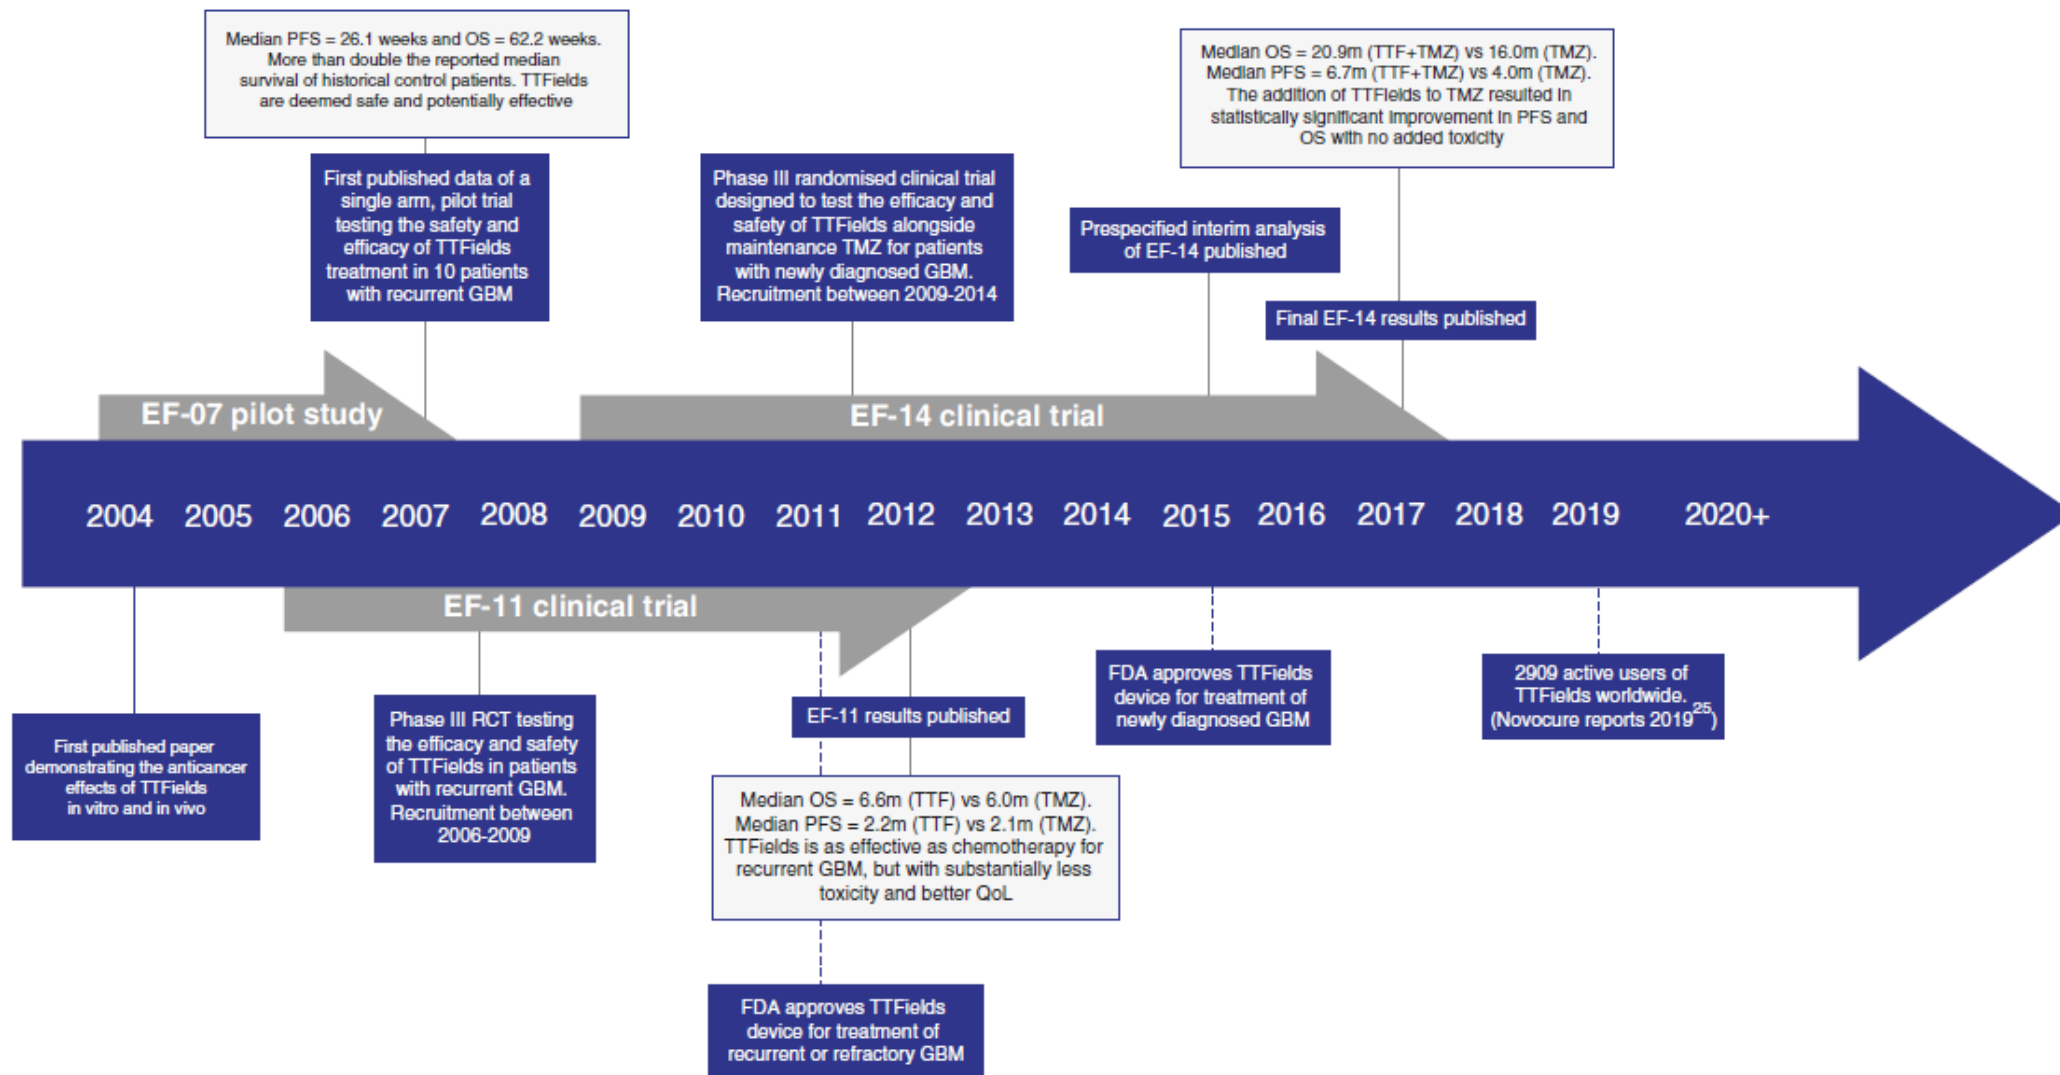 Median PFS = 26.1 weeks and OS = 62.2 weeks.
More than double the reported median
survival of historical control patients. TTFields
are deemed safe and potentially effective
Median OS = 20.9m (TTF+TMZ) vs 16.0m (TMZ).
Median PFS = 6.7m (TTF+TMZ) vs 4.0m (TMZ).
The addition of TTFields to TMZ resulted in
statistically significant improvement in PFS and
OS with no added toxicity
First published data of a
single arm, pilot trial
testing the safety and
efficacy of TTFields
treatment in 10 patients
with recurrent GBM
Phase III randomised clinical trial
designed to test the efficacy and
safety of TTFields alongside
maintenance TMZ for patients
with newly diagnosed GBM.
Recruitment between 2009-2014
Prespecified interim analysis
of EF-14 published
Final EF-14 results published
EF-07 pilot study
EF-14 clinical trial
2004 2005 2006 2007 2008 2009 2010 2011 2012 2013 2014 2015 2016 2017 2018 2019 2020+
EF-11 clinical trial
First published paper
demonstrating the anticancer
effects of TTFields
in vitro and in vivo
Phase III RCT testing
the efficacy and safety
of TTFields in patients
with recurrent GBM.
Recruitment between
2006-2009
EF-11 results published
Median OS = 6.6m (TTF) vs 6.0m (TMZ).
Median PFS = 2.2m (TTF) vs 2.1m (TMZ).
TTFields is as effective as chemotherapy for
recurrent GBM, but with substantially less
toxicity and better QoL
FDA approves TTFields
device for treatment of
recurrent or refractory GBM
FDA approves TTFields
device for treatment of
newly diagnosed GBM
2909 active users of
TTFields worldwide.
(Novocure reports 2019²⁵)